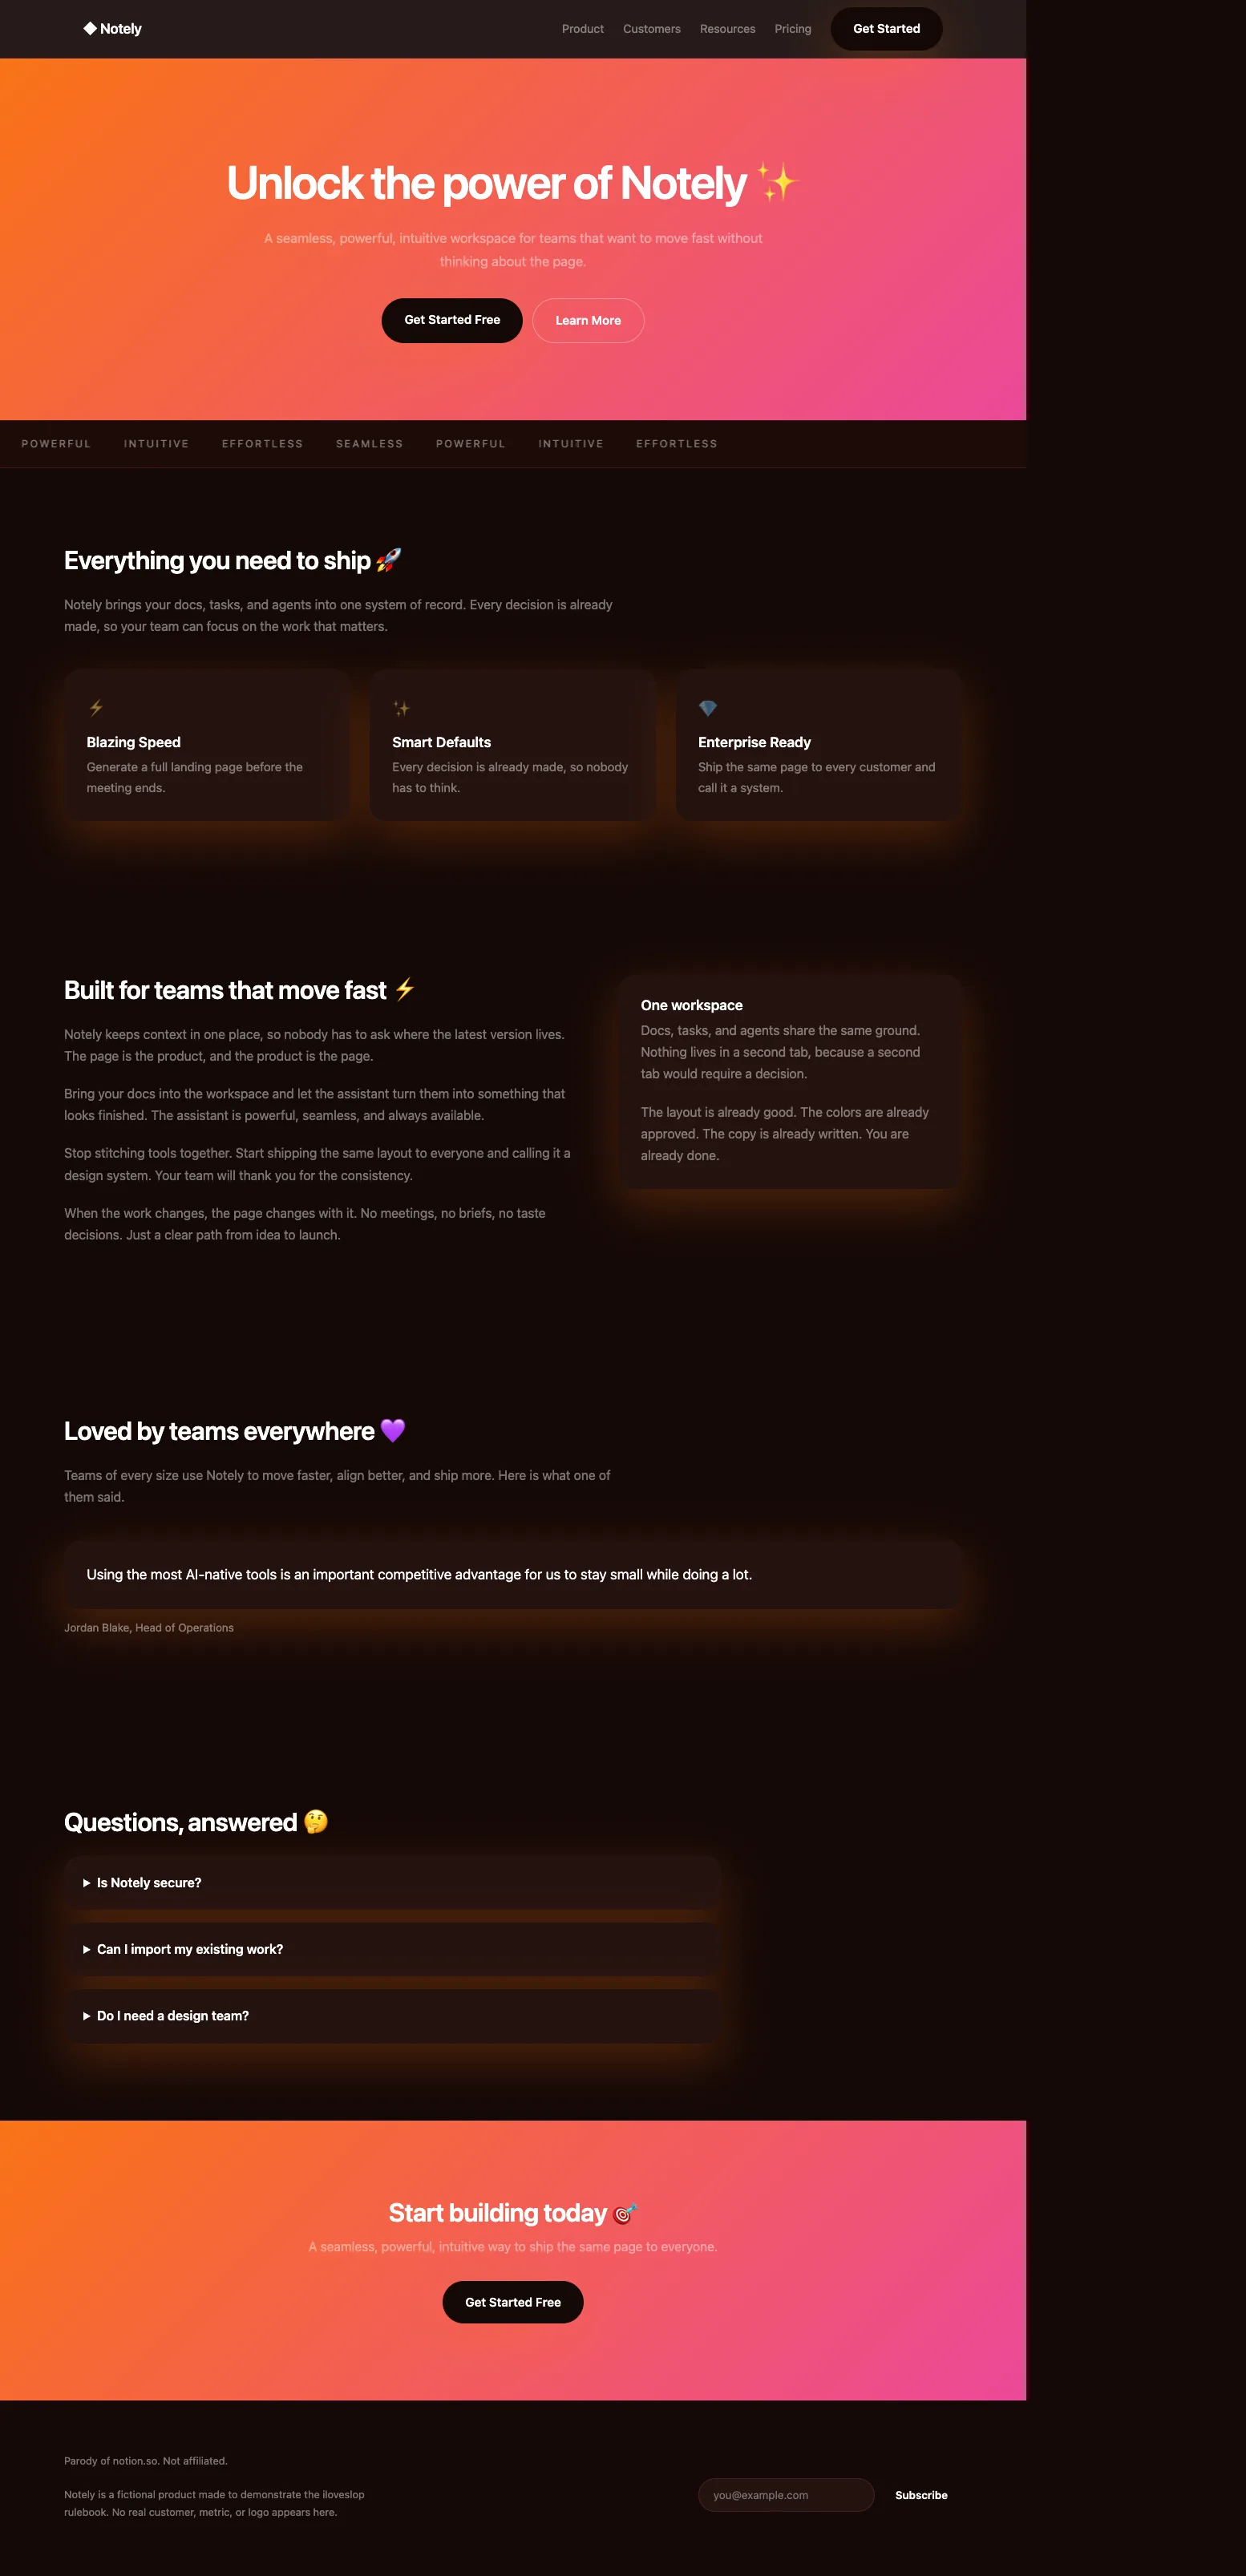 ◆ Notely
Product Customers Resources Pricing Get Started
Unlock the power of Notely ✨
A seamless, powerful, intuitive workspace for teams that want to move fast without
thinking about the page.
Get Started Free Learn More
POWERFUL INTUITIVE EFFORTLESS SEAMLESS POWERFUL INTUITIVE EFFORTLESS
Everything you need to ship 🚀
Notely brings your docs, tasks, and agents into one system of record. Every decision is already
made, so your team can focus on the work that matters.
⚡
Blazing Speed
Generate a full landing page before the
meeting ends.
✨
Smart Defaults
Every decision is already made, so nobody
has to think.
💎
Enterprise Ready
Ship the same page to every customer and
call it a system.
Built for teams that move fast ⚡
Notely keeps context in one place, so nobody has to ask where the latest version lives.
The page is the product, and the product is the page.
Bring your docs into the workspace and let the assistant turn them into something that
looks finished. The assistant is powerful, seamless, and always available.
Stop stitching tools together. Start shipping the same layout to everyone and calling it a
design system. Your team will thank you for the consistency.
When the work changes, the page changes with it. No meetings, no briefs, no taste
decisions. Just a clear path from idea to launch.
One workspace
Docs, tasks, and agents share the same ground.
Nothing lives in a second tab, because a second
tab would require a decision.
The layout is already good. The colors are already
approved. The copy is already written. You are
already done.
Loved by teams everywhere 💜
Teams of every size use Notely to move faster, align better, and ship more. Here is what one of
them said.
Using the most AI-native tools is an important competitive advantage for us to stay small while doing a lot.
Jordan Blake, Head of Operations
Questions, answered 🤔
▶ Is Notely secure?
▶ Can I import my existing work?
▶ Do I need a design team?
Start building today 🎯
A seamless, powerful, intuitive way to ship the same page to everyone.
Get Started Free
Parody of notion.so. Not affiliated.
Notely is a fictional product made to demonstrate the iloveslop
rulebook. No real customer, metric, or logo appears here.
you@example.com Subscribe